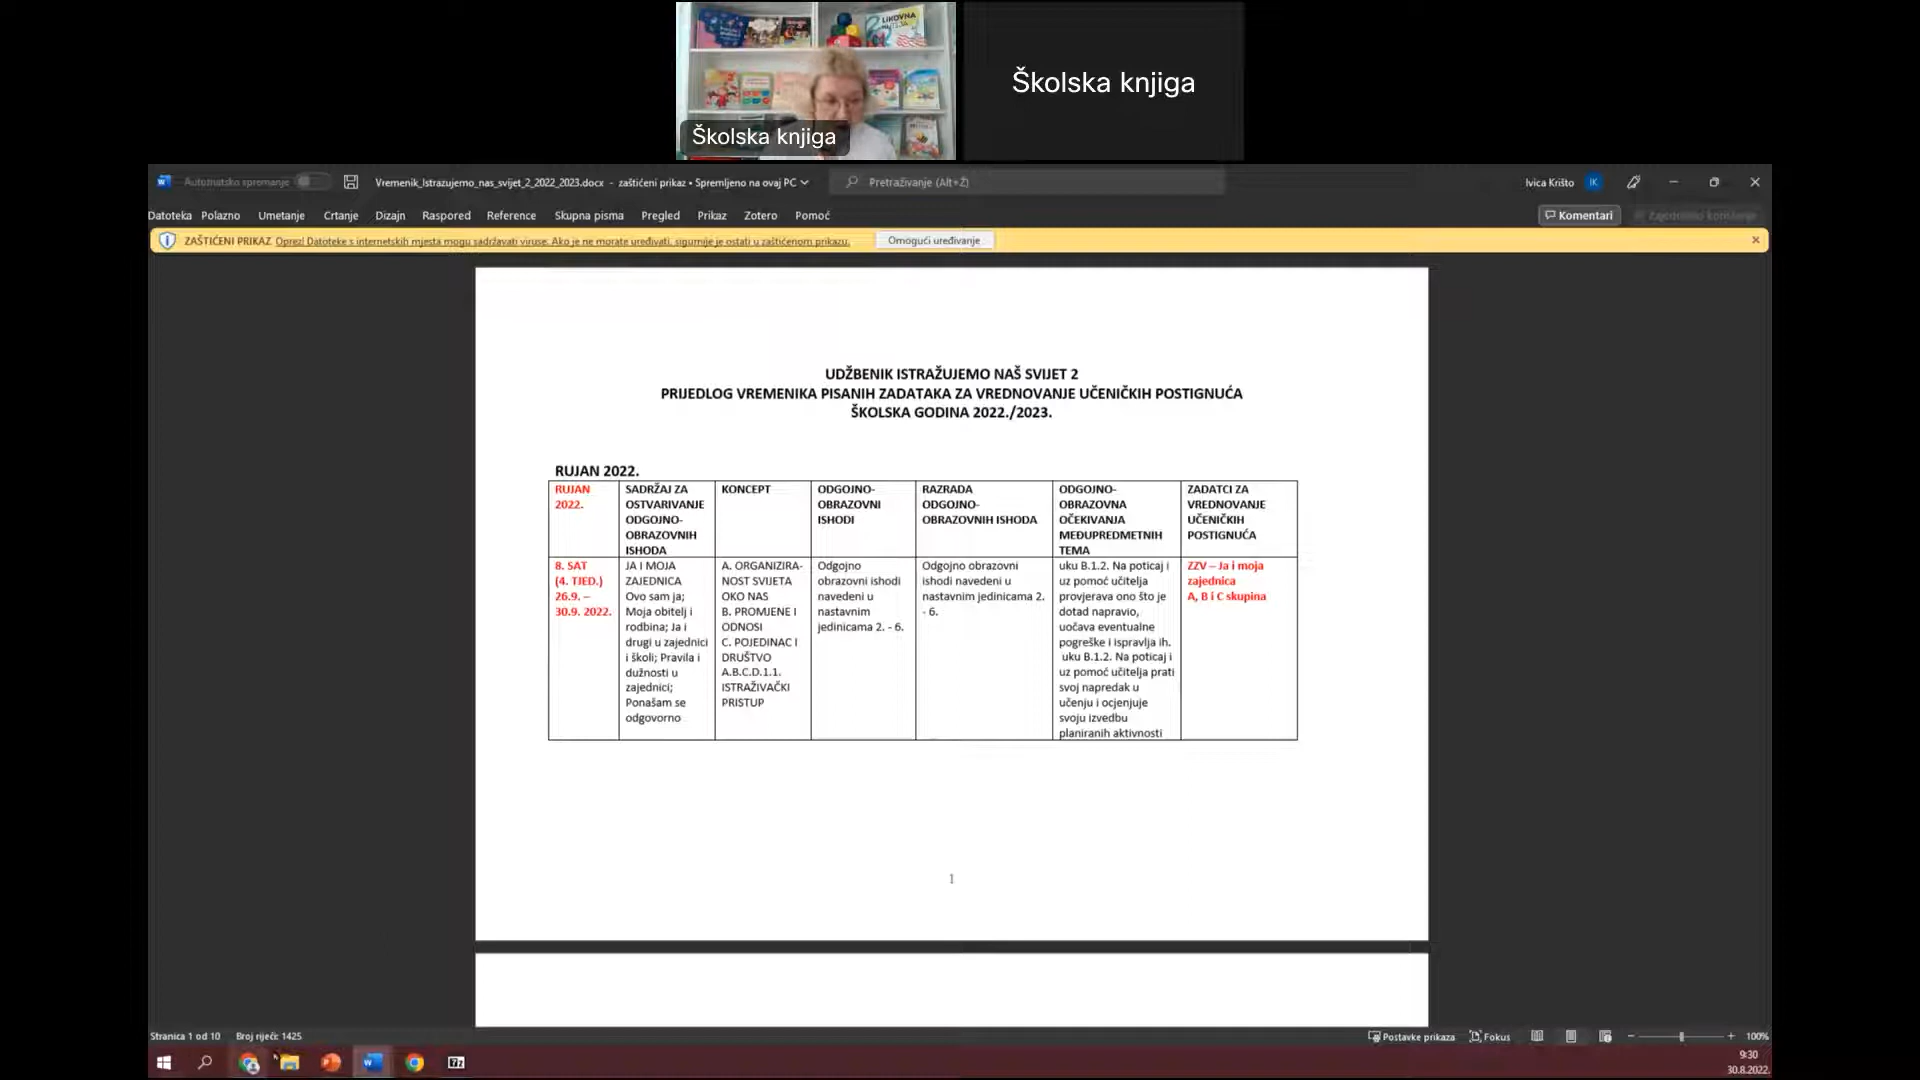 LIKOVNA
Školska knjiga
Školska knjiga
Automatsko spremanje
Vremenik_Istrazujemo_nas_svijet_2_2022_2023.docx - zaštićeni prikaz • Spremljeno na ovaj PC
Pretraživanje (Alt+Ž)
Ivica Krišto
IK
Datoteka Polazno Umetanje Crtanje Dizajn Raspored Reference Skupna pisma Pregled Prikaz Zotero Pomoć
Komentari
ZAŠTIĆENI PRIKAZ Oprez! Datoteke s internetskih mjesta mogu sadržavati viruse. Ako je ne morate uređivati, sigurnije je ostati u zaštićenom prikazu.
Omogući uređivanje
UDŽBENIK ISTRAŽUJEMO NAŠ SVIJET 2
PRIJEDLOG VREMENIKA PISANIH ZADATAKA ZA VREDNOVANJE UČENIČKIH POSTIGNUĆA
ŠKOLSKA GODINA 2022./2023.
RUJAN 2022.
RUJAN
2022.
SADRŽAJ ZA
OSTVARIVANJE
ODGOJNO-
OBRAZOVNIH
ISHODA
KONCEPT
ODGOJNO-
OBRAZOVNI
ISHODI
RAZRADA
ODGOJNO-
OBRAZOVNIH ISHODA
ODGOJNO-
OBRAZOVNA
OČEKIVANJA
MEĐUPREDMETNIH
TEMA
ZADATCI ZA
VREDNOVANJE
UČENIČKIH
POSTIGNUĆA
8. SAT
(4. TJED.)
26.9. –
30.9. 2022.
JA I MOJA
ZAJEDNICA
Ovo sam ja;
Moja obitelj i
rodbina; Ja i
drugi u zajednici
i školi; Pravila i
dužnosti u
zajednici;
Ponašam se
odgovorno
A. ORGANIZIRA-
NOST SVIJETA
OKO NAS
B. PROMJENE I
ODNOSI
C. POJEDINAC I
DRUŠTVO
A.B.C.D.1.1.
ISTRAŽIVAČKI
PRISTUP
Odgojno
obrazovni ishodi
navedeni u
nastavnim
jedinicama 2. - 6.
Odgojno obrazovni
ishodi navedeni u
nastavnim jedinicama 2.
- 6.
uku B.1.2. Na poticaj i
uz pomoć učitelja
provjerava ono što je
dotad napravio,
uočava eventualne
pogreške i ispravlja ih.
uku B.1.2. Na poticaj i
uz pomoć učitelja prati
svoj napredak u
učenju i ocjenjuje
svoju izvedbu
planiranih aktivnosti
ZZV – Ja i moja
zajednica
A, B i C skupina
1
Stranica 1 od 10 Broj riječi: 1425
Postavke prikaza Fokus
100%
9:30
30.8.2022.